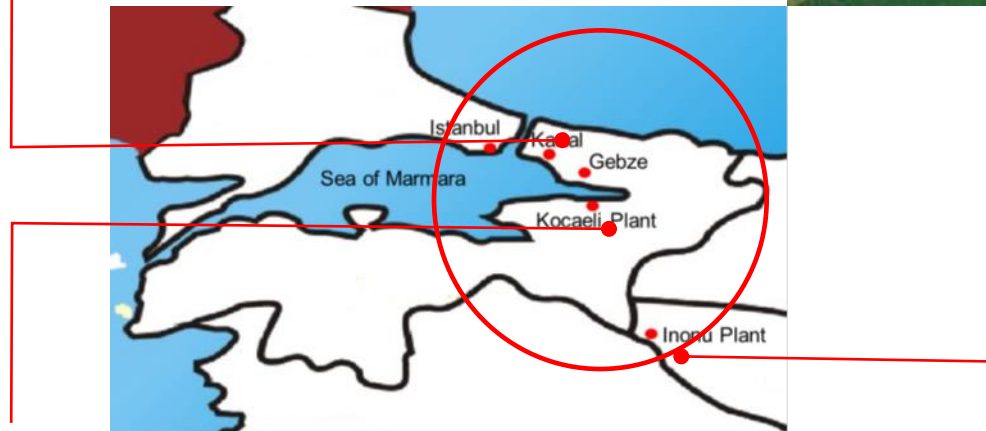 Istanbul
Gebze
Sea of Marmara
Kocaeli Plant
Inonu Plant